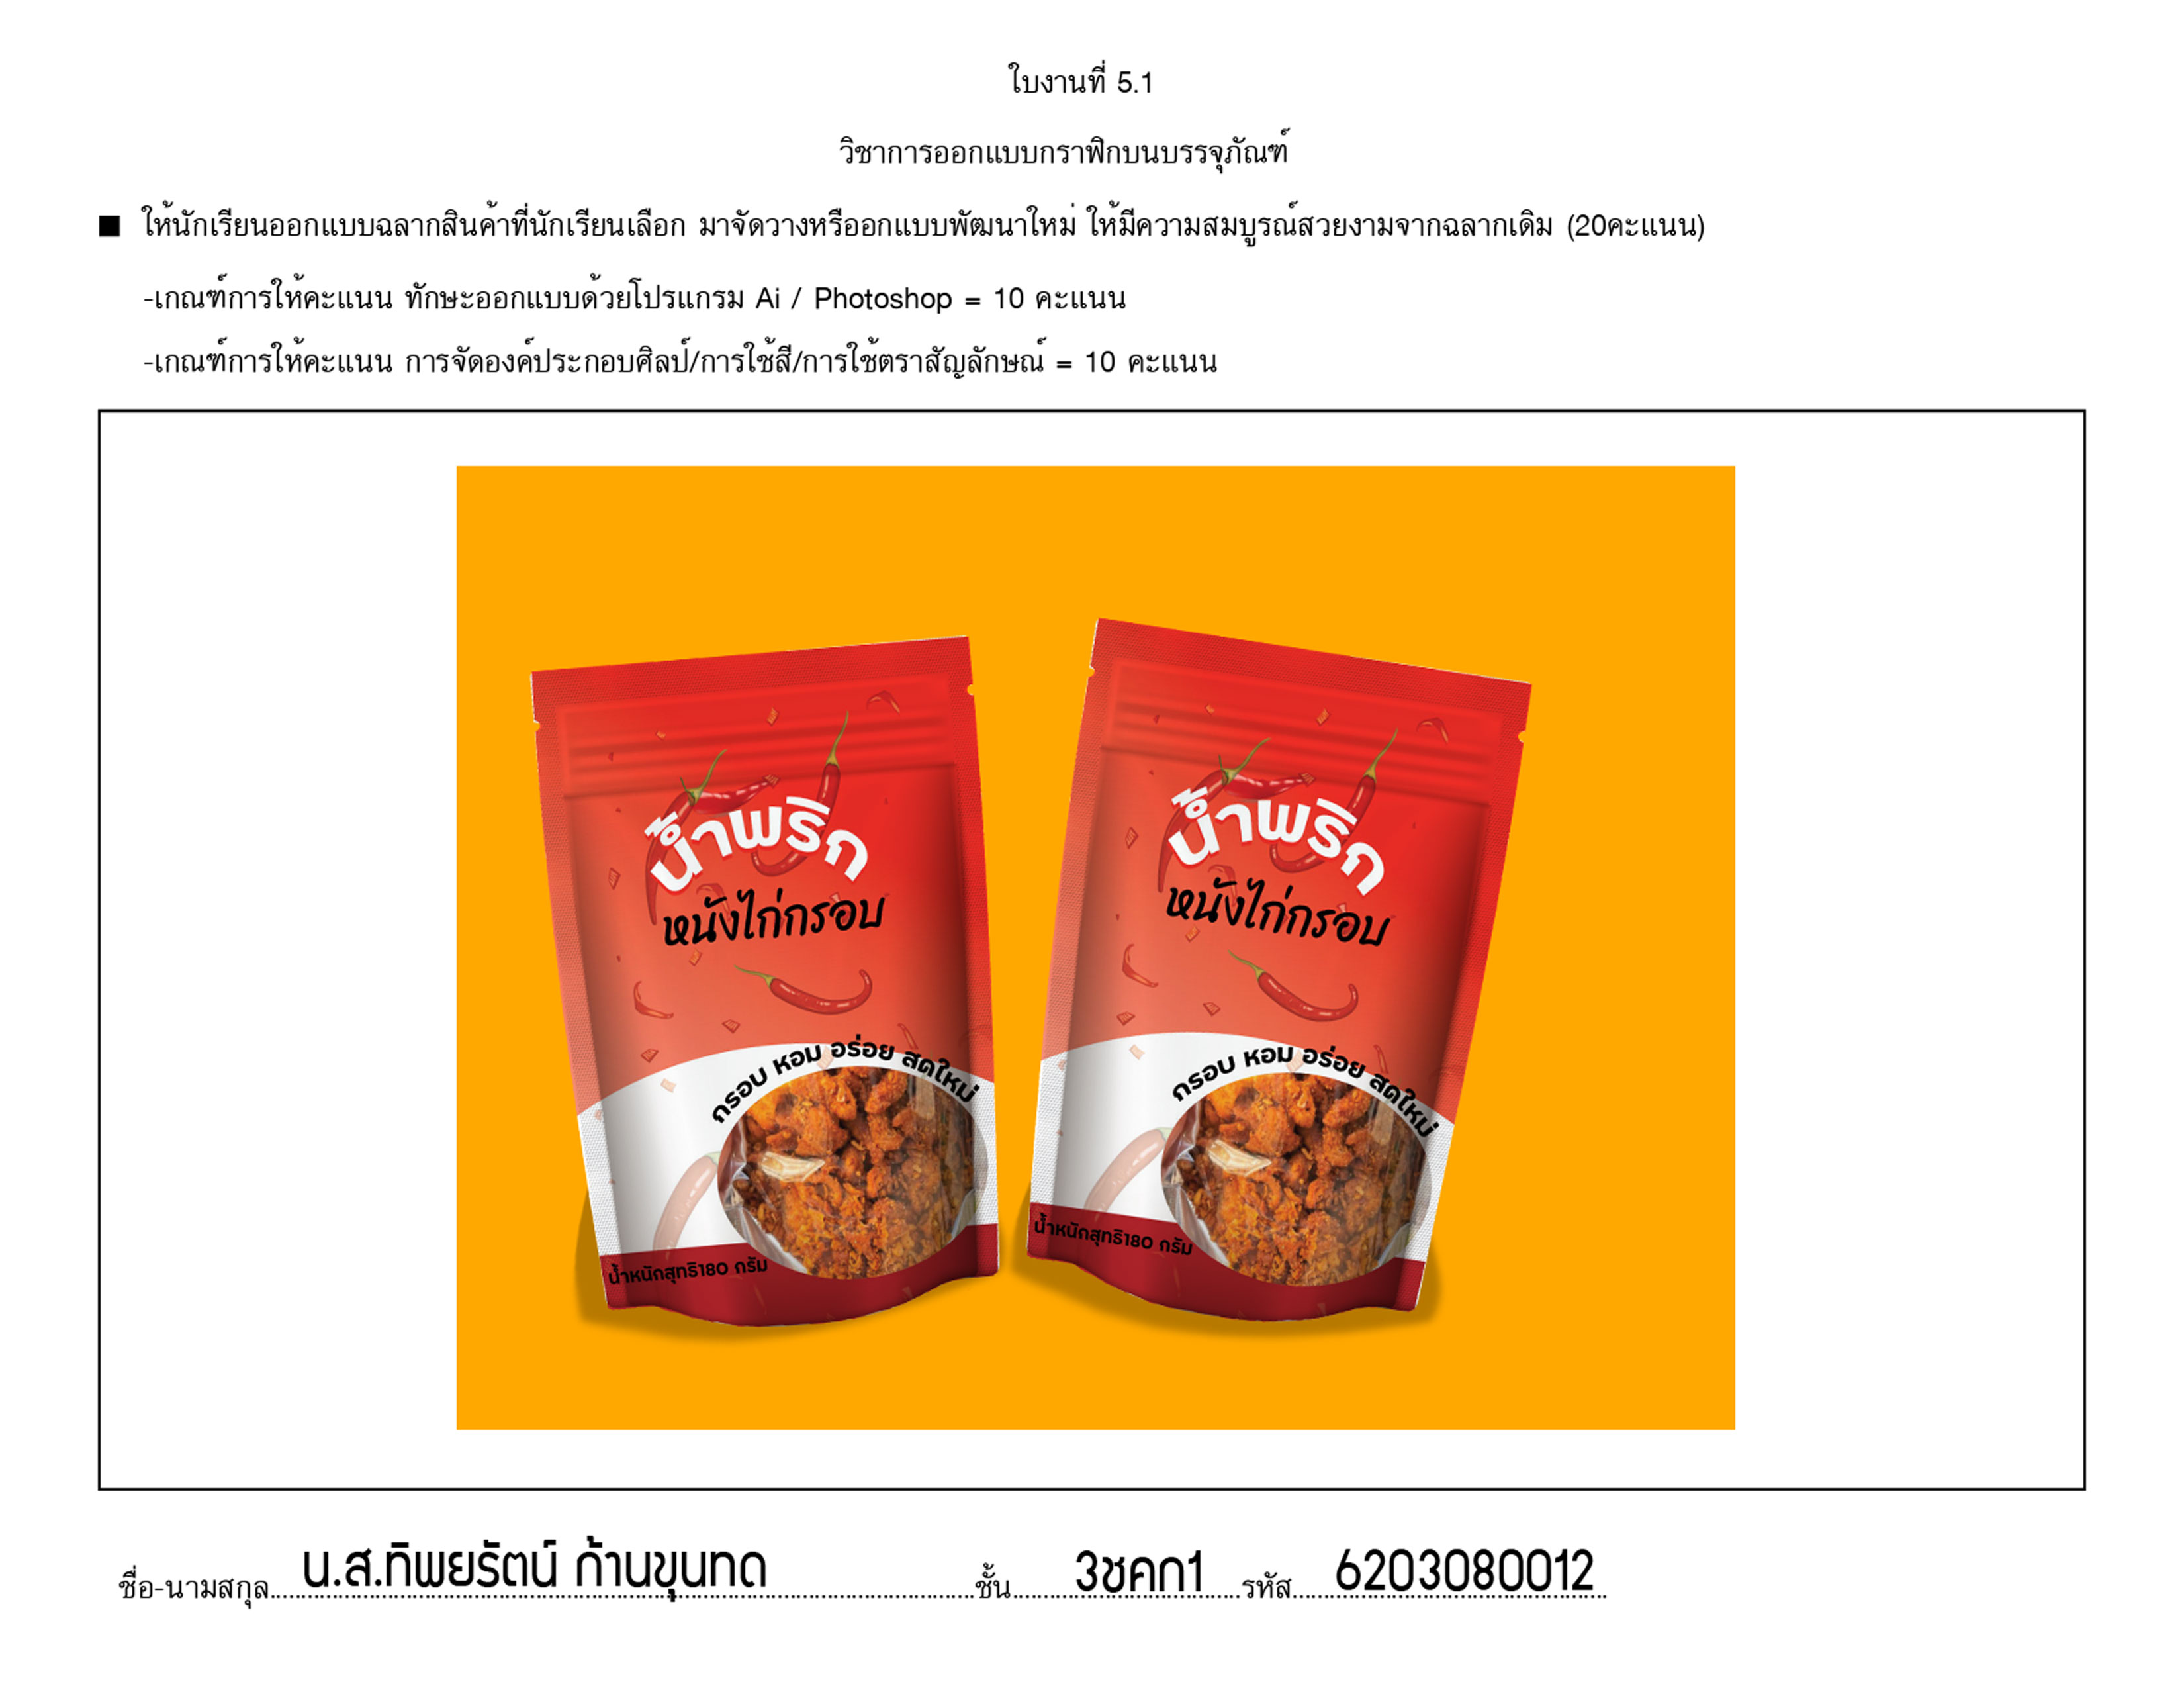 ใบงานที่ 5.1
วิชาการออกแบบกราฟิกบนบรรจุภัณฑ์
■ ให้นักเรียนออกแบบฉลากสินค้าที่นักเรียนเลือก มาจัดวางหรือออกแบบพัฒนาใหม่ ให้มีความสมบูรณ์สวยงามจากฉลากเดิม (20คะแนน)
-เกณฑ์การให้คะแนน ทักษะออกแบบด้วยโปรแกรม Ai / Photoshop = 10 คะแนน
-เกณฑ์การให้คะแนน การจัดองค์ประกอบศิลป์/การใช้สี/การใช้ตราสัญลักษณ์ = 10 คะแนน
น้ำพริก
หนังไก่กรอบ
กรอบ หอม อร่อย สดใหม่
น้ำหนักสุทธิ180 กรัม
น้ำพริก
หนังไก่กรอบ
กรอบ หอม อร่อย สดใหม่
น้ำหนักสุทธิ180 กรัม
ชื่อ-นามสกุล น.ส.ทิพยรัตน์ ก้านขุนทด ชั้น 3ชคก1 รหัส 6203080012